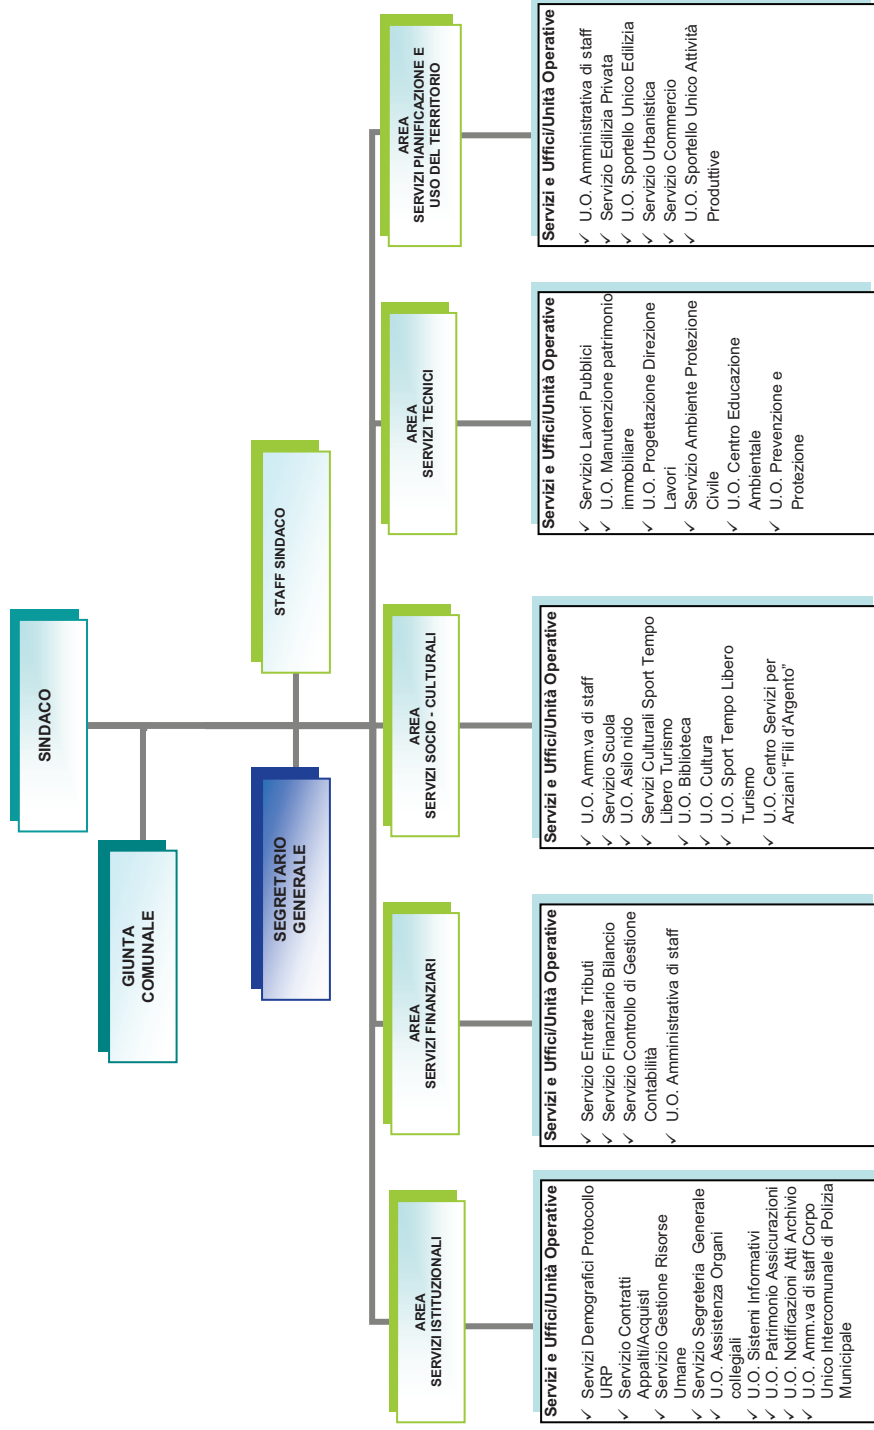 SINDACO
GIUNTA
COMUNALE
STAFF SINDACO
SEGRETARIO
GENERALE
AREA
SERVIZI ISTITUZIONALI
AREA
SERVIZI FINANZIARI
AREA
SERVIZI SOCIO - CULTURALI
AREA
SERVIZI TECNICI
AREA
SERVIZI PIANIFICAZIONE E
USO DEL TERRITORIO
Servizi e Uffici/Unità Operative
✓ Servizi Demografici Protocollo
URP
✓ Servizio Contratti
Appalti/Acquisti
✓ Servizio Gestione Risorse
Umane
✓ Servizio Segreteria Generale
✓ U.O. Assistenza Organi
collegiali
✓ U.O. Sistemi Informativi
✓ U.O. Patrimonio Assicurazioni
✓ U.O. Notificazioni Atti Archivio
✓ U.O. Amm.va di staff Corpo
Unico Intercomunale di Polizia
Municipale
Servizi e Uffici/Unità Operative
✓ Servizio Entrate Tributi
✓ Servizio Finanziario Bilancio
✓ Servizio Controllo di Gestione
Contabilità
✓ U.O. Amministrativa di staff
Servizi e Uffici/Unità Operative
✓ U.O. Amm.va di staff
✓ Servizio Scuola
✓ U.O. Asilo nido
✓ Servizi Culturali Sport Tempo
Libero Turismo
✓ U.O. Biblioteca
✓ U.O. Cultura
✓ U.O. Sport Tempo Libero
Turismo
✓ U.O. Centro Servizi per
Anziani “Fili d’Argento”
Servizi e Uffici/Unità Operative
✓ Servizio Lavori Pubblici
✓ U.O. Manutenzione patrimonio
immobiliare
✓ U.O. Progettazione Direzione
Lavori
✓ Servizio Ambiente Protezione
Civile
✓ U.O. Centro Educazione
Ambientale
✓ U.O. Prevenzione e
Protezione
Servizi e Uffici/Unità Operative
✓ U.O. Amministrativa di staff
✓ Servizio Edilizia Privata
✓ U.O. Sportello Unico Edilizia
✓ Servizio Urbanistica
✓ Servizio Commercio
✓ U.O. Sportello Unico Attività
Produttive